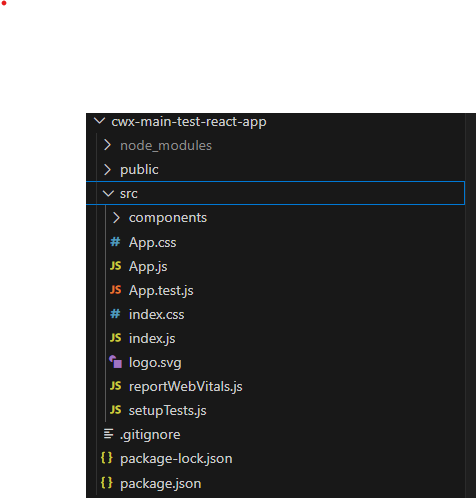 cwx-main-test-react-app
node_modules
public
src
components
# App.css
JS App.js
JS App.test.js
# index.css
JS index.js
logo.svg
JS reportWebVitals.js
JS setupTests.js
.gitignore
{} package-lock.json
{} package.json